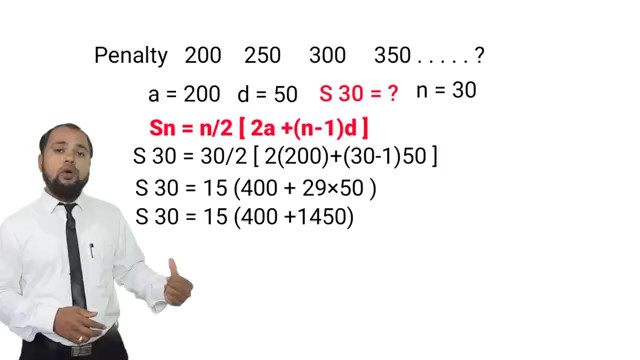 Penalty 200 250 300 350 . . . . . ?
a = 200 d = 50 S 30 = ? n = 30
Sn = n/2 [ 2a +(n-1)d ]
S 30 = 30/2 [ 2(200)+(30-1)50 ]
S 30 = 15 (400 + 29×50 )
S 30 = 15 (400 +1450)